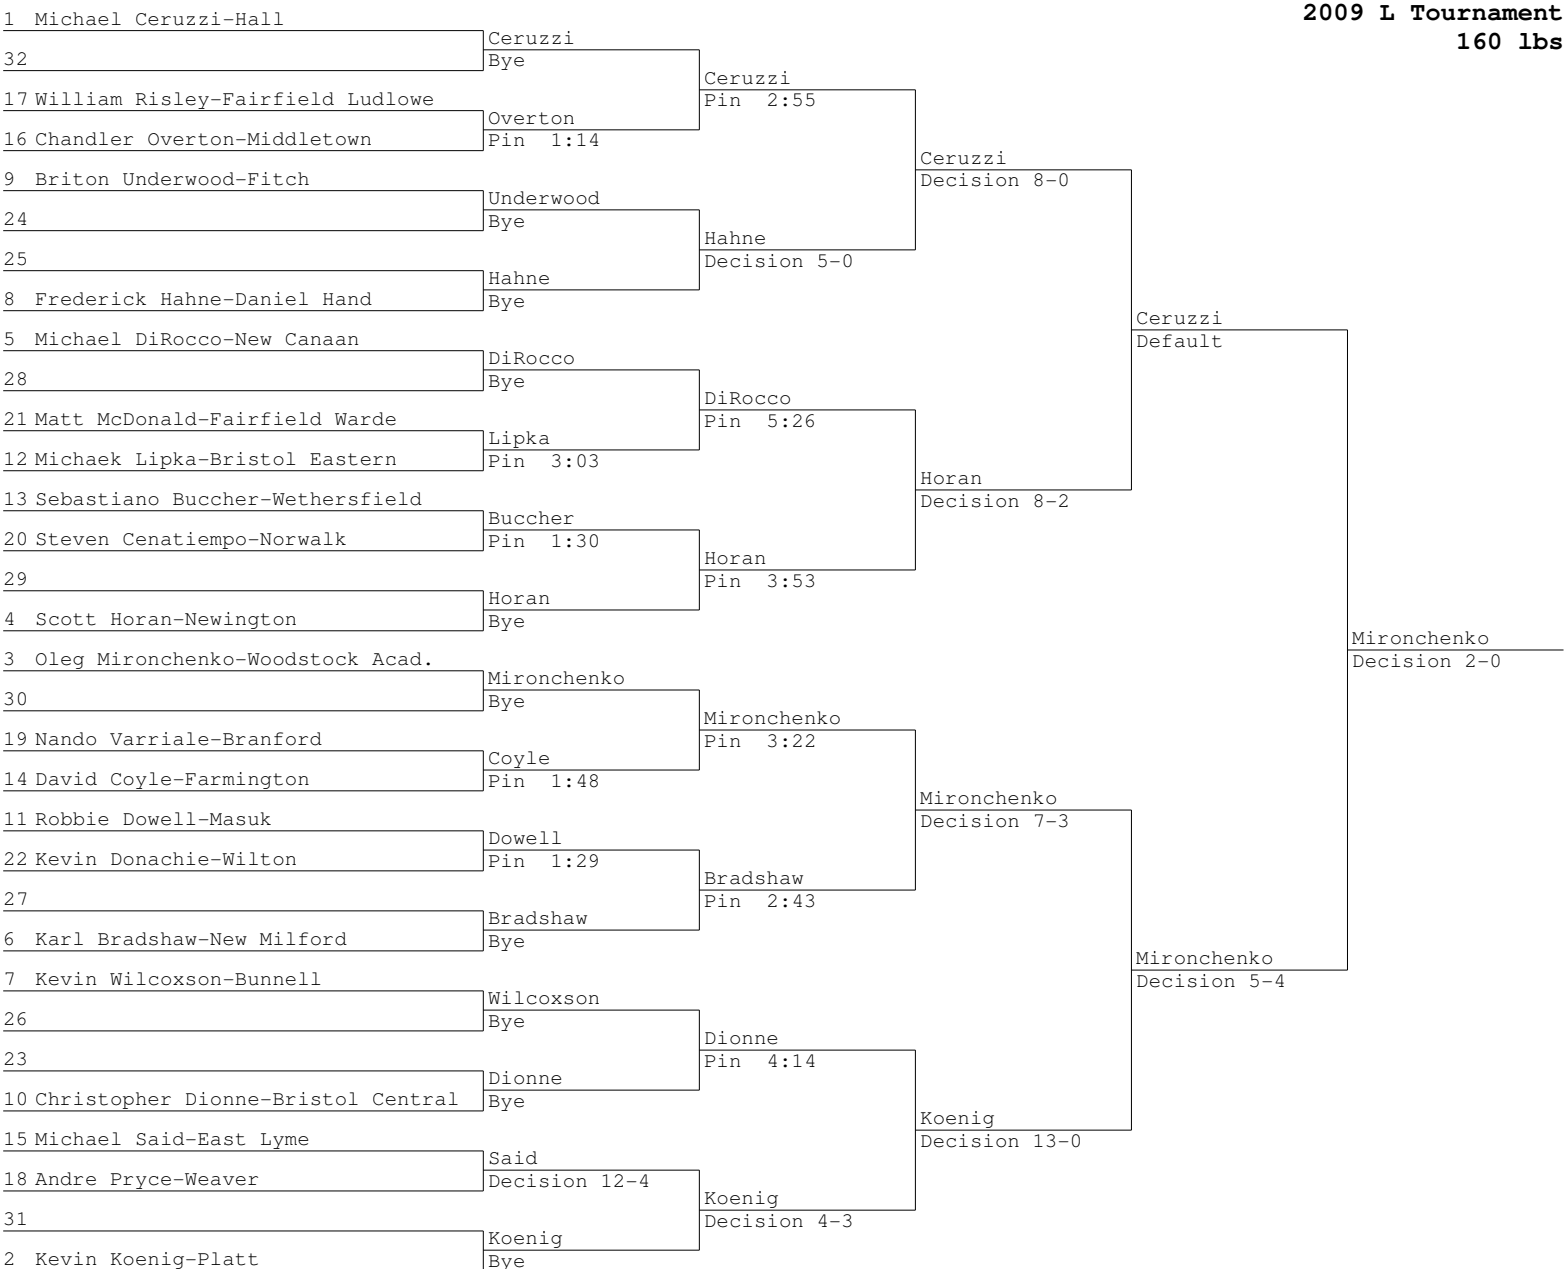 2009 L Tournament
160 lbs
1 Michael Ceruzzi-Hall
32
17 William Risley-Fairfield Ludlowe
16 Chandler Overton-Middletown
9 Briton Underwood-Fitch
24
25
8 Frederick Hahne-Daniel Hand
5 Michael DiRocco-New Canaan
28
21 Matt McDonald-Fairfield Warde
12 Michaek Lipka-Bristol Eastern
13 Sebastiano Buccher-Wethersfield
20 Steven Cenatiempo-Norwalk
29
4 Scott Horan-Newington
3 Oleg Mironchenko-Woodstock Acad.
30
19 Nando Varriale-Branford
14 David Coyle-Farmington
11 Robbie Dowell-Masuk
22 Kevin Donachie-Wilton
27
6 Karl Bradshaw-New Milford
7 Kevin Wilcoxson-Bunnell
26
23
10 Christopher Dionne-Bristol Central
15 Michael Said-East Lyme
18 Andre Pryce-Weaver
31
2 Kevin Koenig-Platt
Ceruzzi
Bye
Overton
Pin 1:14
Underwood
Bye
Hahne
Bye
DiRocco
Bye
Lipka
Pin 3:03
Buccher
Pin 1:30
Horan
Bye
Mironchenko
Bye
Coyle
Pin 1:48
Dowell
Pin 1:29
Bradshaw
Bye
Wilcoxson
Bye
Dionne
Bye
Said
Decision 12-4
Koenig
Bye
Ceruzzi
Pin 2:55
Hahne
Decision 5-0
DiRocco
Pin 5:26
Horan
Pin 3:53
Mironchenko
Pin 3:22
Bradshaw
Pin 2:43
Dionne
Pin 4:14
Koenig
Decision 4-3
Ceruzzi
Decision 8-0
Horan
Decision 8-2
Mironchenko
Decision 7-3
Koenig
Decision 13-0
Ceruzzi
Default
Mironchenko
Decision 5-4
Mironchenko
Decision 2-0